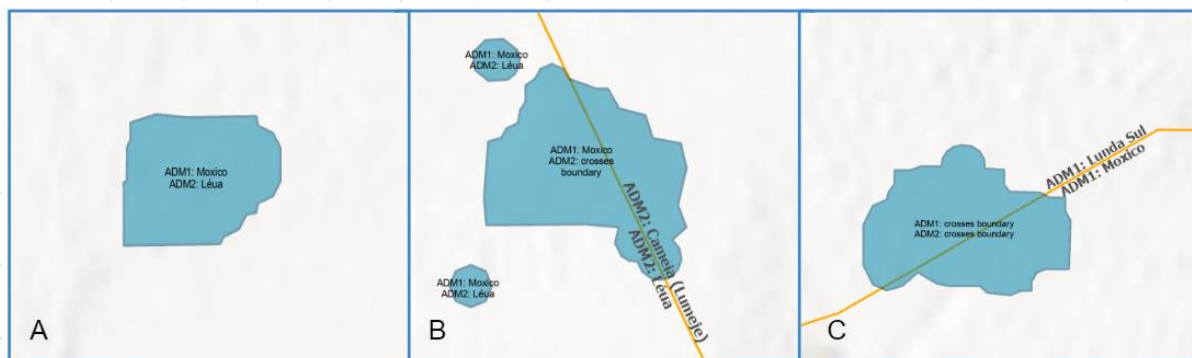 ADM1: Moxico
ADM2: Léua
A
ADM1: Moxico
ADM2: Léua
ADM1: Moxico
ADM2: crosses
boundary
ADM2: Cameia (Lumeje)
ADM2: Léua
ADM1: Moxico
ADM2: Léua
B
ADM1: Lunda Sul
ADM1: Moxico
ADM1: crosses boundary
ADM2: crosses boundary
C